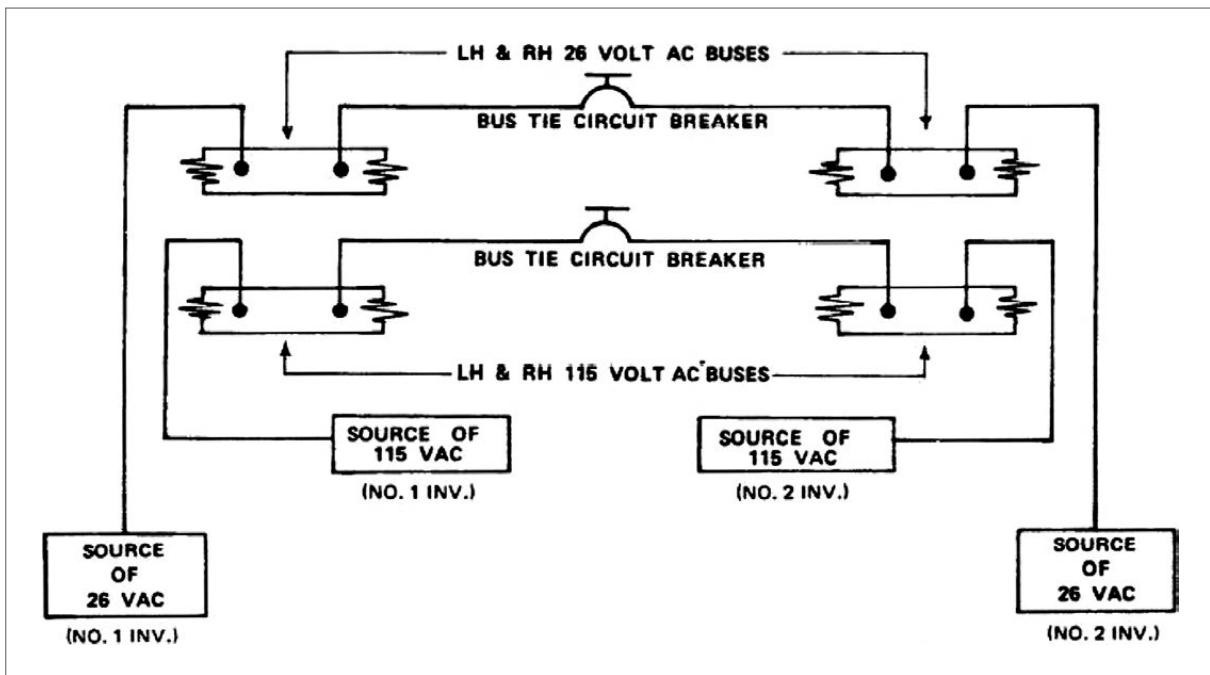 LH & RH 26 VOLT AC BUSES
BUS TIE CIRCUIT BREAKER
BUS TIE CIRCUIT BREAKER
LH & RH 115 VOLT AC BUSES
SOURCE OF
115 VAC
(NO. 1 INV.)
SOURCE OF
115 VAC
(NO. 2 INV.)
SOURCE
OF
26 VAC
(NO. 1 INV.)
SOURCE
OF
26 VAC
(NO. 2 INV.)